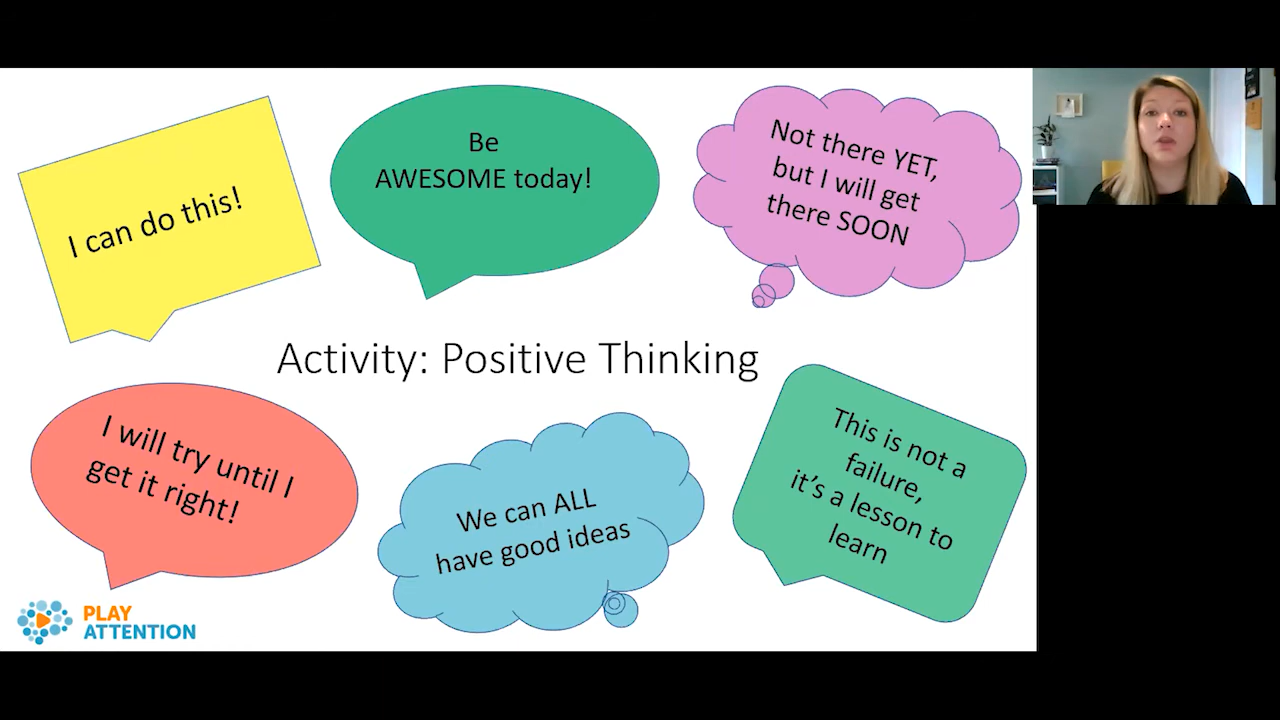 I can do this!
Be
AWESOME today!
Not there YET,
but I will get
there SOON
Activity: Positive Thinking
I will try until I
get it right!
We can ALL
have good ideas
This is not a
failure,
it's a lesson to
learn
PLAY
ATTENTION